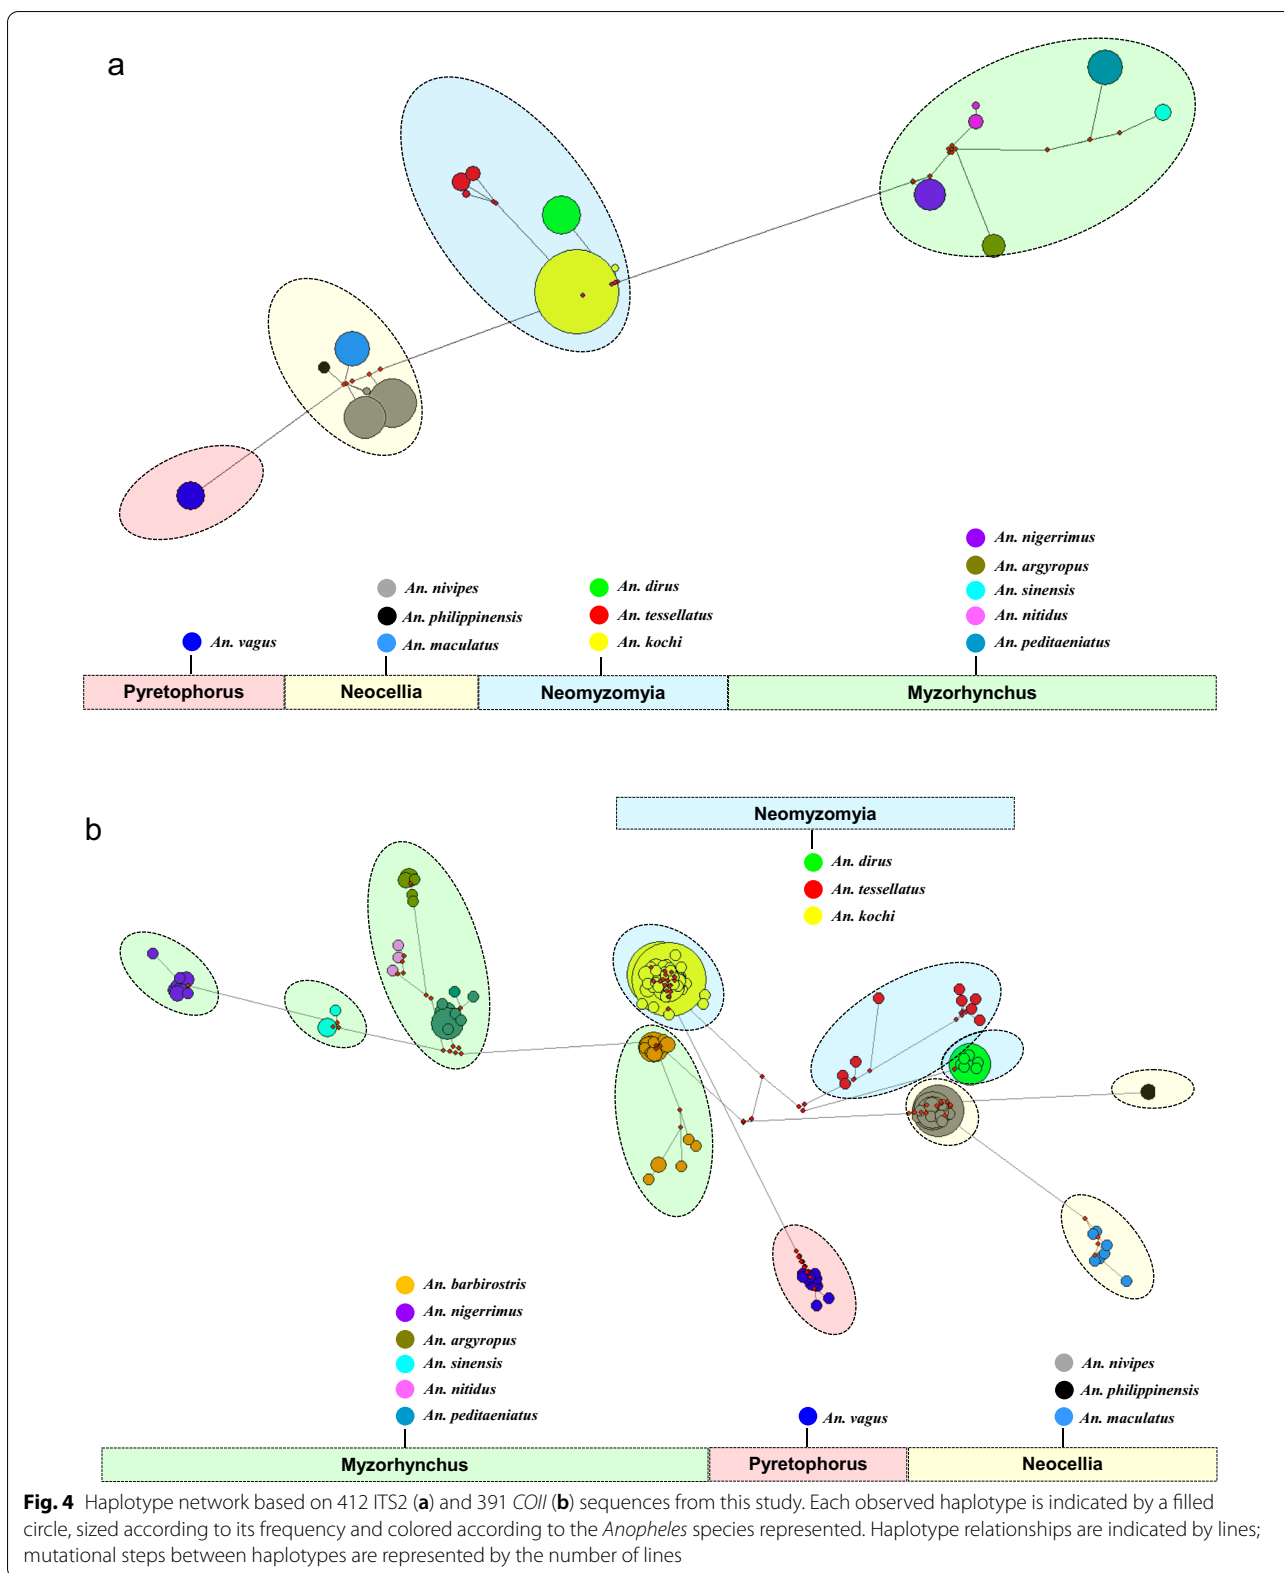 a
An. nigerrimus
An. argyropus
An. sinensis
An. nitidus
An. peditaeniatus
An. dirus
An. tessellatus
An. kochi
An. nivipes
An. philippinensis
An. maculatus
An. vagus
Pyretophorus
Neocellia
Neomyzomyia
Myzorhynchus
b
Neomyzomyia
An. dirus
An. tessellatus
An. kochi
An. barbirostris
An. nigerrimus
An. argyropus
An. sinensis
An. nitidus
An. peditaeniatus
An. vagus
An. nivipes
An. philippinensis
An. maculatus
Myzorhynchus
Pyretophorus
Neocellia
Fig. 4 Haplotype network based on 412 ITS2 (a) and 391 COII (b) sequences from this study. Each observed haplotype is indicated by a filled
circle, sized according to its frequency and colored according to the Anopheles species represented. Haplotype relationships are indicated by lines;
mutational steps between haplotypes are represented by the number of lines